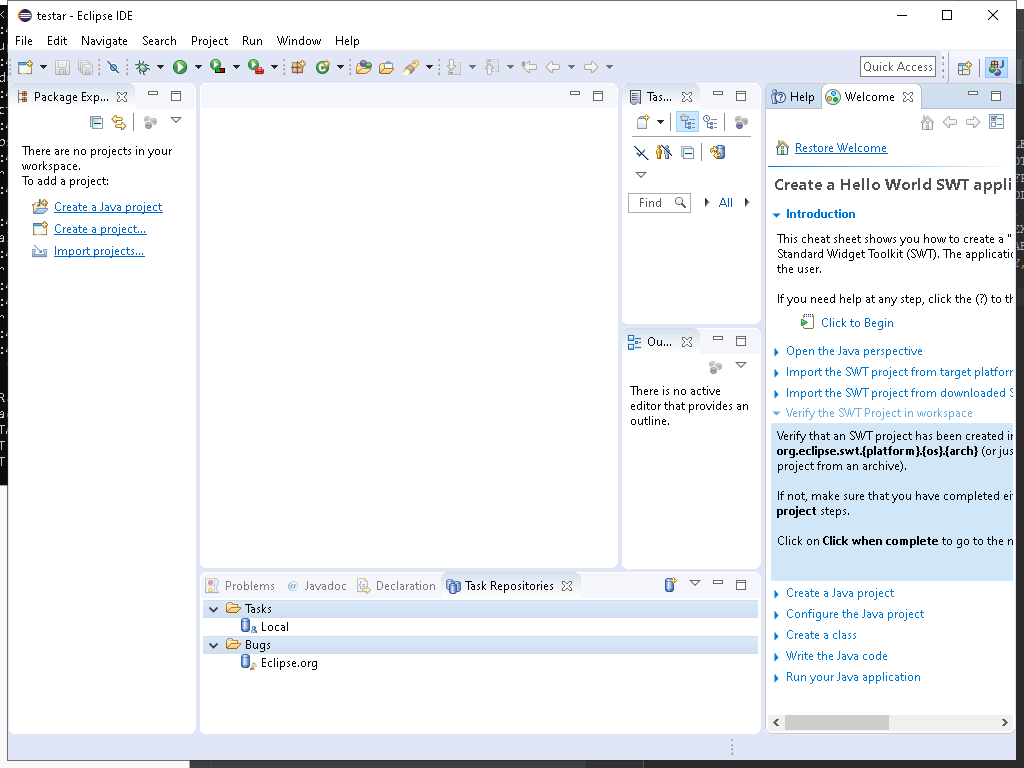 testar - Eclipse IDE
File Edit Navigate Search Project Run Window Help
Quick Access
Package Exp...
There are no projects in your
workspace.
To add a project:
Create a Java project
Create a project...
Import projects...
Tas...
Find
All
Ou...
There is no active
editor that provides an
outline.
Help Welcome
Restore Welcome
Create a Hello World SWT appli
Introduction
This cheat sheet shows you how to create a "
Standard Widget Toolkit (SWT). The applicatio
the user.
If you need help at any step, click the (?) to th
Click to Begin
Open the Java perspective
Import the SWT project from target platform
Import the SWT project from downloaded S
Verify the SWT Project in workspace
Verify that an SWT project has been created in
org.eclipse.swt.{platform}.{os}.{arch} (or jus
project from an archive).
If not, make sure that you have completed ei
project steps.
Click on Click when complete to go to the n
Create a Java project
Configure the Java project
Create a class
Write the Java code
Run your Java application
Problems @ Javadoc Declaration Task Repositories
Tasks
Local
Bugs
Eclipse.org